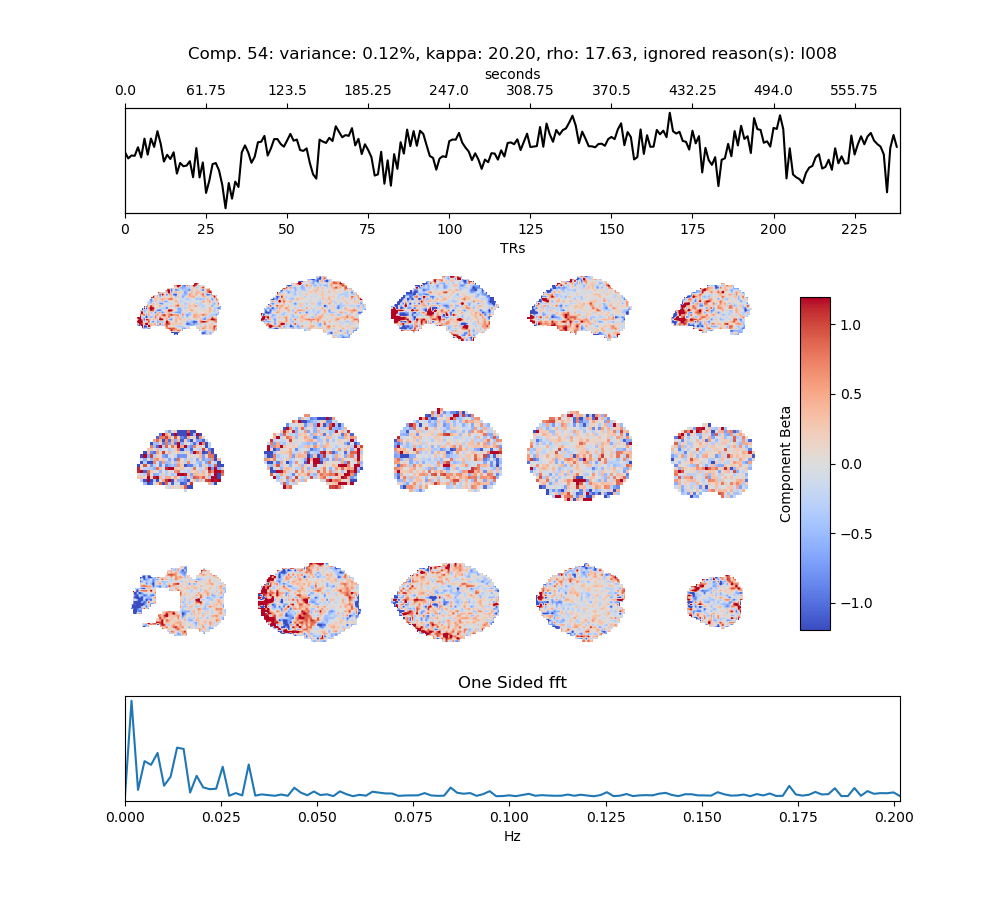 Comp. 54: variance: 0.12%, kappa: 20.20, rho: 17.63, ignored reason(s): I008
seconds
0.0 61.75 123.5 185.25 247.0 308.75 370.5 432.25 494.0 555.75
0 25 50 75 100 125 150 175 200 225
TRs
1.0
0.5
0.0
−0.5
−1.0
Component Beta
One Sided fft
0.000 0.025 0.050 0.075 0.100 0.125 0.150 0.175 0.200
Hz